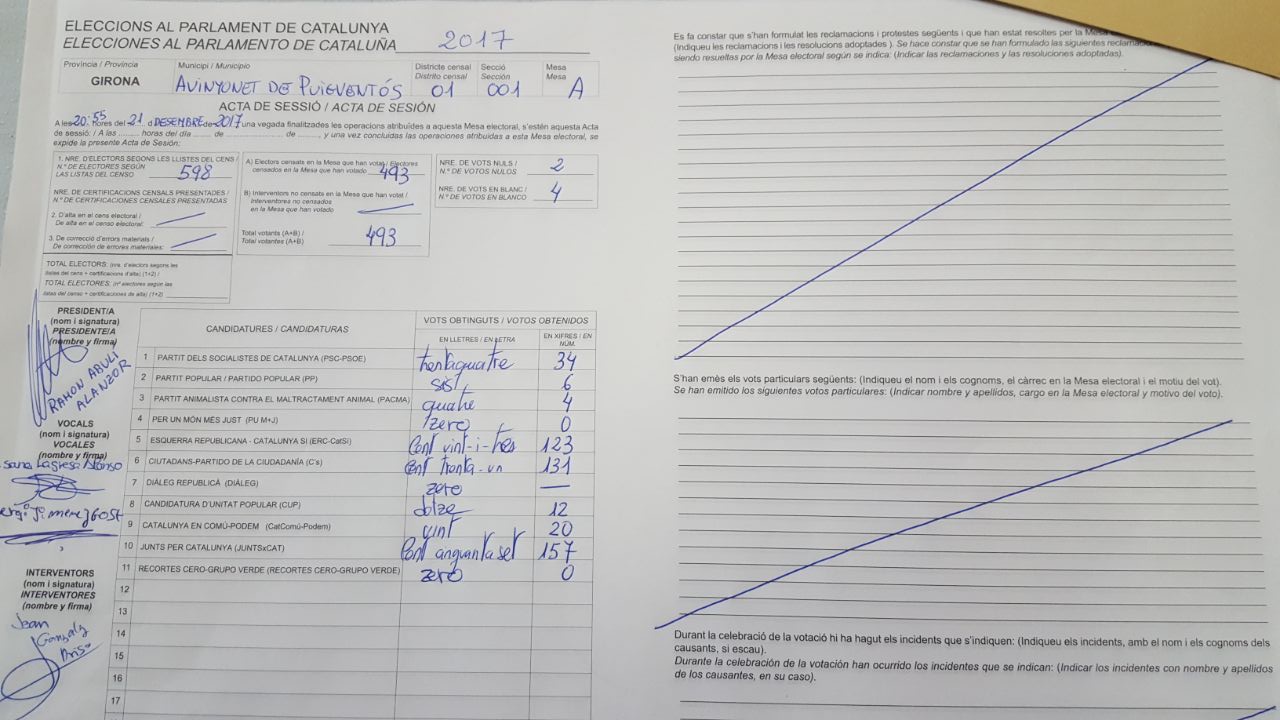 ELECCIONS AL PARLAMENT DE CATALUNYA
ELECCIONES AL PARLAMENTO DE CATALUÑA 2017
Província / Provincia Municipi / Municipio Districte censal Secció Mesa
Distrito censal Sección Mesa
GIRONA AVINYONET DE PUIGVENTÓS 01 001 A
ACTA DE SESSIÓ / ACTA DE SESIÓN
A les 20:55 hores del 21 d DESEMBRE de 2017 una vegada finalitzades les operacions atribuïdes a aquesta Mesa electoral, s'estén aquesta Acta
de sessió: / A las ......... horas del día ...... de .................. de ......, y una vez concluidas las operaciones atribuidas a esta Mesa electoral, se
expide la presente Acta de Sesión:
1. NRE. D'ELECTORS SEGONS LES LLISTES DEL CENS /
N.º DE ELECTORES SEGÚN
LAS LISTAS DEL CENSO 598
NRE. DE CERTIFICACIONS CENSALS PRESENTADES /
N.º DE CERTIFICACIONES CENSALES PRESENTADAS
2. D'alta en el cens electoral /
De alta en el censo electoral:
3. De correcció d'errors materials /
De corrección de errores materiales:
TOTAL ELECTORS: (nre. d'electors segons les
llistes del cens + certificacions d'alta) (1+2) /
TOTAL ELECTORES: (nº electores según las
listas del censo + certificaciones de alta) (1+2)
A) Electors censats en la Mesa que han votat / Electores
censados en la Mesa que han votado 493
B) Interventors no censats en la Mesa que han votat /
Interventores no censados
en la Mesa que han votado
Total votants (A+B) /
Total votantes (A+B) 493
NRE. DE VOTS NULS /
N.º DE VOTOS NULOS 2
NRE. DE VOTS EN BLANC /
N.º DE VOTOS EN BLANCO 4
PRESIDENT/A
(nom i signatura)
PRESIDENTE/A
(nombre y firma)
RAMON ABULÍ
ALANZOR
VOCALS
(nom i signatura)
VOCALES
(nombre y firma)
INTERVENTORS
(nom i signatura)
INTERVENTORES
(nombre y firma)
Jean
CANDIDATURES / CANDIDATURAS VOTS OBTINGUTS / VOTOS OBTENIDOS
EN LLETRES / EN LETRA EN XIFRES / EN NÚM.
1 PARTIT DELS SOCIALISTES DE CATALUNYA (PSC-PSOE) trentaquatre 34
2 PARTIT POPULAR / PARTIDO POPULAR (PP) sis 6
3 PARTIT ANIMALISTA CONTRA EL MALTRACTAMENT ANIMAL (PACMA) quatre 4
4 PER UN MÓN MÉS JUST (PU M+J) zero 0
5 ESQUERRA REPUBLICANA - CATALUNYA SÍ (ERC-CatSí) Cent vint-i-tres 123
6 CIUTADANS-PARTIDO DE LA CIUDADANÍA (C's) Cent trenta-un 131
7 DIÀLEG REPUBLICÀ (DIÀLEG) zero —
8 CANDIDATURA D'UNITAT POPULAR (CUP) dotze 12
9 CATALUNYA EN COMÚ-PODEM (CatComú-Podem) vint 20
10 JUNTS PER CATALUNYA (JUNTSxCAT) Cent cinquantaset 157
11 RECORTES CERO-GRUPO VERDE (RECORTES CERO-GRUPO VERDE) zero 0
12
13
14
15
16
17
Es fa constar que s'han formulat les reclamacions i protestes següents i que han estat resoltes per la Mesa
(Indiqueu les reclamacions i les resolucions adoptades ). Se hace constar que se han formulado las siguientes
siendo resueltas por la Mesa electoral según se indica: (Indicar las reclamaciones y las resoluciones adoptadas).
S'han emès els vots particulars següents: (Indiqueu el nom i els cognoms, el càrrec en la Mesa electoral i el motiu del vot).
Se han emitido los siguientes votos particulares: (Indicar nombre y apellidos, cargo en la Mesa electoral y motivo del voto).
Durant la celebració de la votació hi ha hagut els incidents que s'indiquen: (Indiqueu els incidents, amb el nom i els cognoms dels
causants, si escau).
Durante la celebración de la votación han ocurrido los incidentes que se indican: (Indicar los incidentes con nombre y apellidos
de los causantes, en su caso).